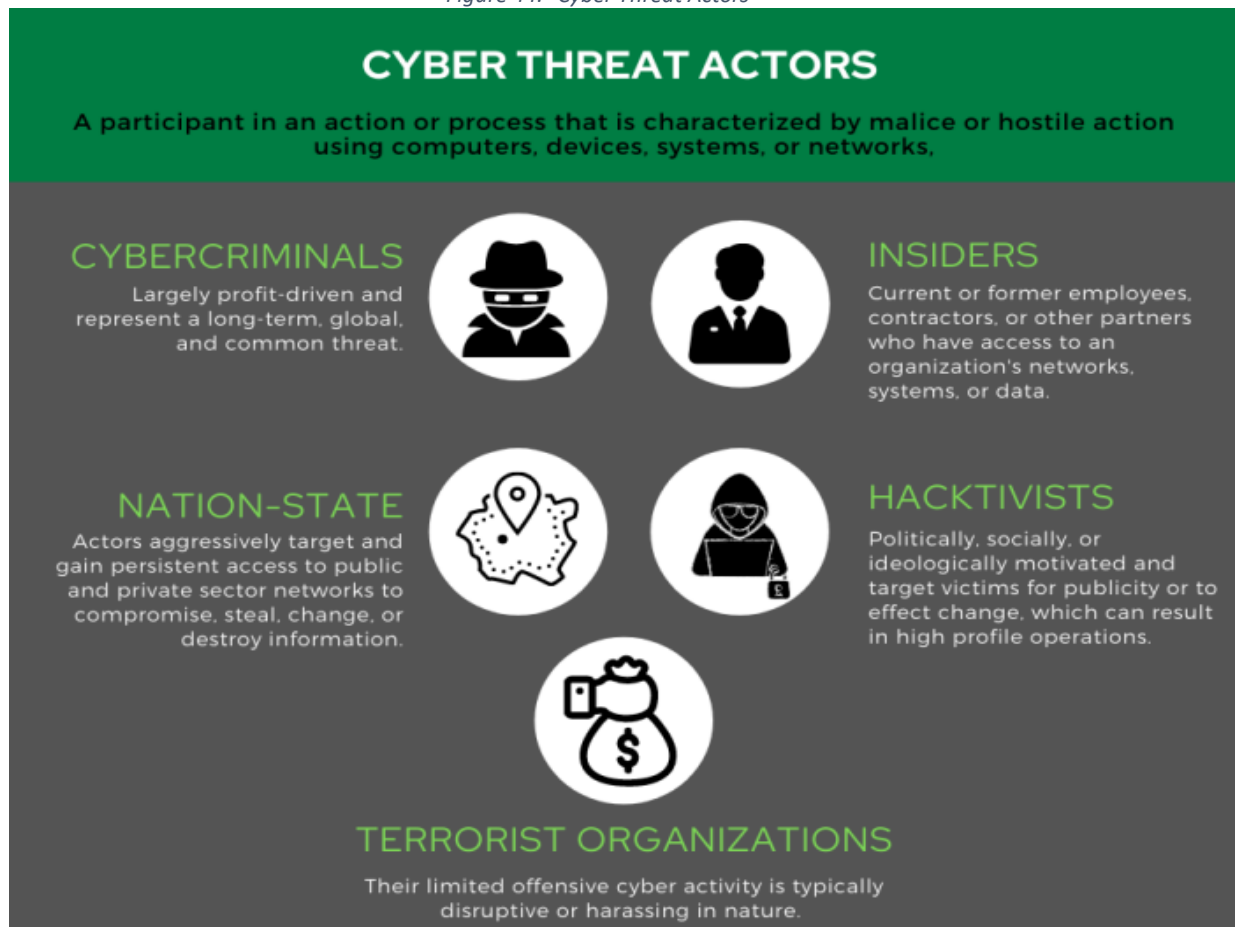 Cyber Threat Actors
CYBER THREAT ACTORS
A participant in an action or process that is characterized by malice or hostile action
using computers, devices, systems, or networks,
CYBERCRIMINALS
Largely profit-driven and
represent a long-term, global,
and common threat.
INSIDERS
Current or former employees,
contractors, or other partners
who have access to an
organization's networks,
systems, or data.
NATION-STATE
Actors aggressively target and
gain persistent access to public
and private sector networks to
compromise, steal, change, or
destroy information.
HACKTIVISTS
Politically, socially, or
ideologically motivated and
target victims for publicity or to
effect change, which can result
in high profile operations.
$
TERRORIST ORGANIZATIONS
Their limited offensive cyber activity is typically
disruptive or harassing in nature.